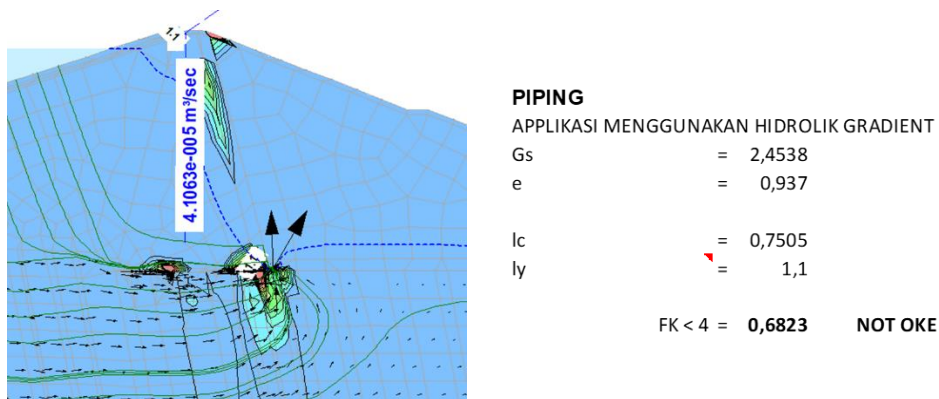 1.1
4.1063e-005 m³/sec
PIPING
APPLIKASI MENGGUNAKAN HIDROLIK GRADIENT
Gs = 2,4538
e = 0,937
Ic = 0,7505
Iy = 1,1
FK < 4 = 0,6823 NOT OKE